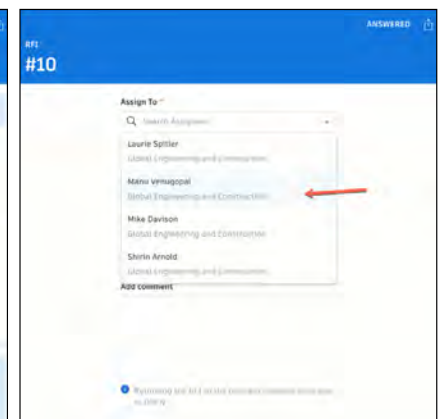 ANSWERED
RFI
#10
Assign To *
Search Assignees
Laurie Spitler
Global Engineering and Construction
Manu Venugopal
Global Engineering and Construction
Mike Davison
Global Engineering and Construction
Shirin Arnold
Global Engineering and Construction
Add comment